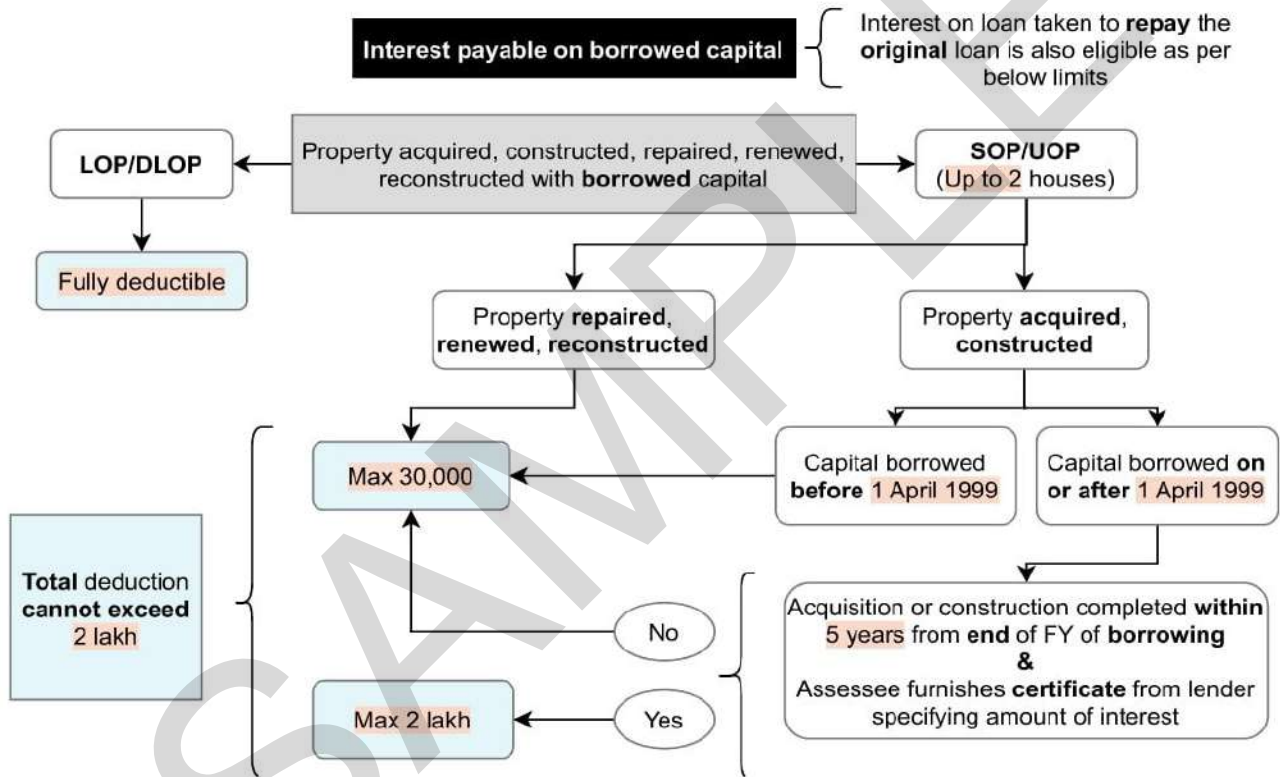 Interest payable on borrowed capital
Interest on loan taken to repay the
original loan is also eligible as per
below limits
LOP/DLOP
Property acquired, constructed, repaired, renewed,
reconstructed with borrowed capital
SOP/UOP
(Up to 2 houses)
Fully deductible
Property repaired,
renewed, reconstructed
Property acquired,
constructed
Max 30,000
Capital borrowed
before 1 April 1999
Capital borrowed on
or after 1 April 1999
Total deduction
cannot exceed
2 lakh
No
Acquisition or construction completed within
5 years from end of FY of borrowing
&
Assessee furnishes certificate from lender
specifying amount of interest
Max 2 lakh
Yes
SAMPLE